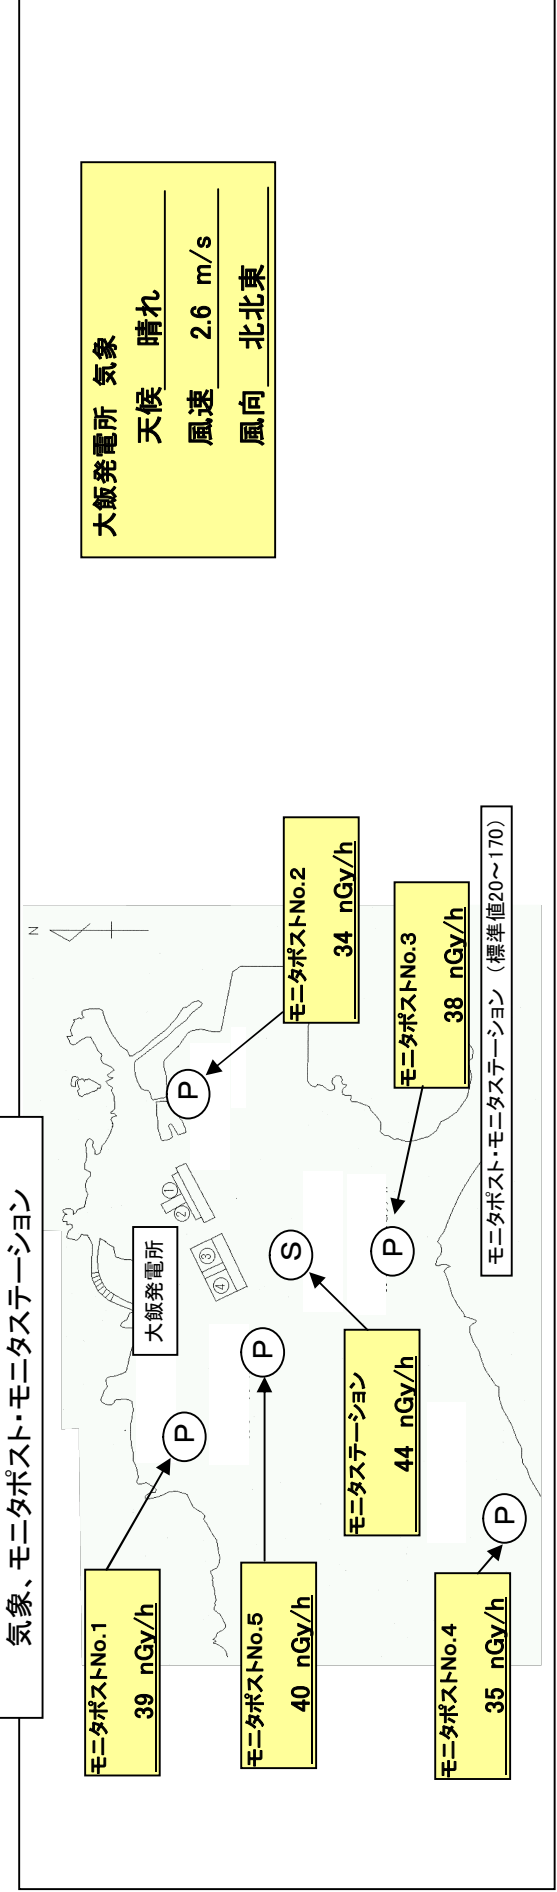 気象、モニタポスト・モニタステーション
大飯発電所 気象
天候 晴れ
風速 2.6 m/s
風向 北北東
N
モニタポストNo.1
39 nGy/h
モニタポストNo.5
40 nGy/h
モニタポストNo.4
35 nGy/h
モニタステーション
44 nGy/h
モニタポストNo.2
34 nGy/h
モニタポストNo.3
38 nGy/h
大飯発電所
①
②
③
④
P
P
P
S
P
P
モニタポスト・モニタステーション (標準値20~170)